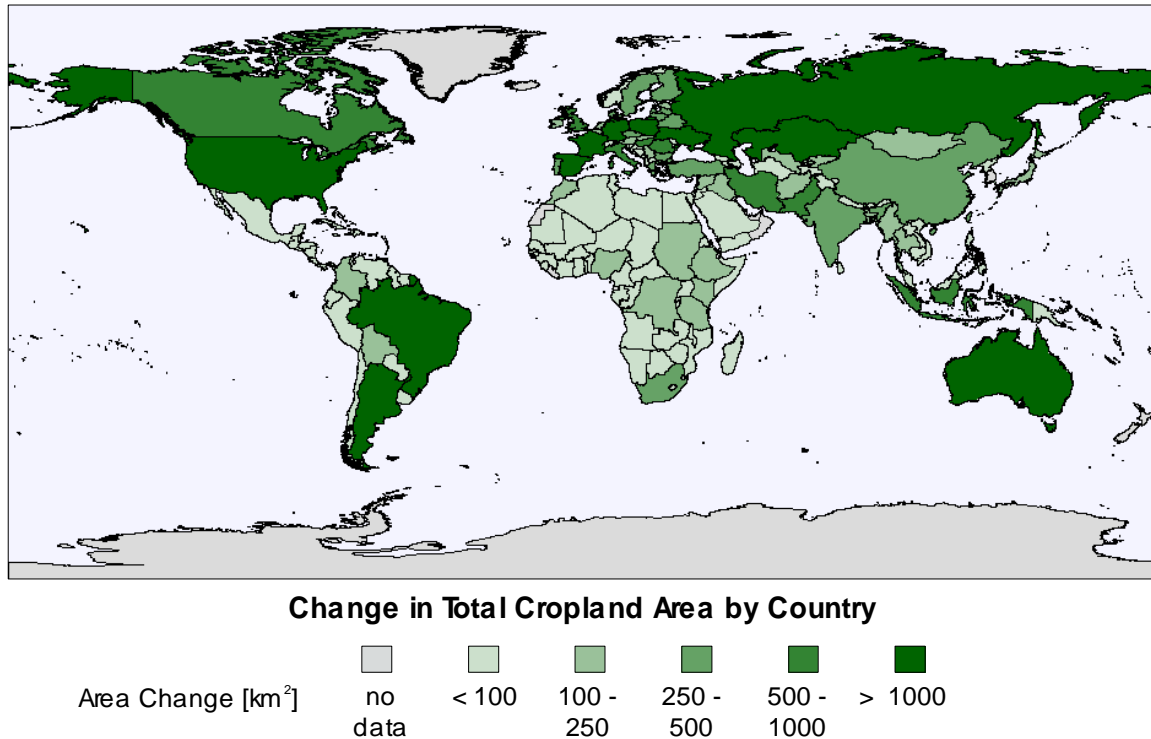 Change in Total Cropland Area by Country
Area Change [km²]
no data
< 100
100 - 250
250 - 500
500 - 1000
> 1000